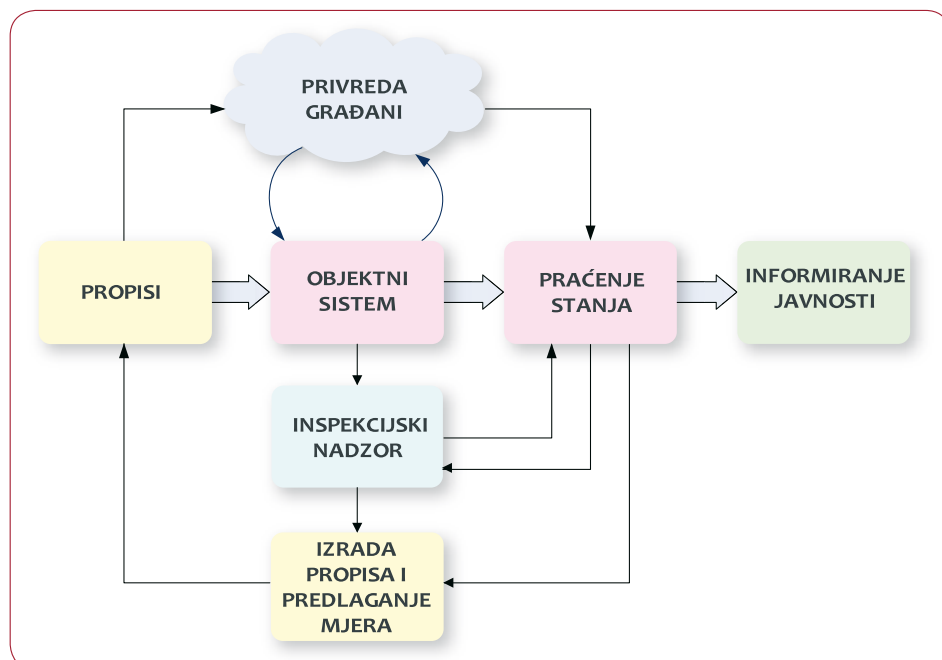 PRIVREDA
GRAĐANI
PROPISI
OBJEKTNI
SISTEM
PRAĆENJE
STANJA
INFORMIRANJE
JAVNOSTI
INSPEKCIJSKI
NADZOR
IZRADA
PROPISA I
PREDLAGANJE
MJERA